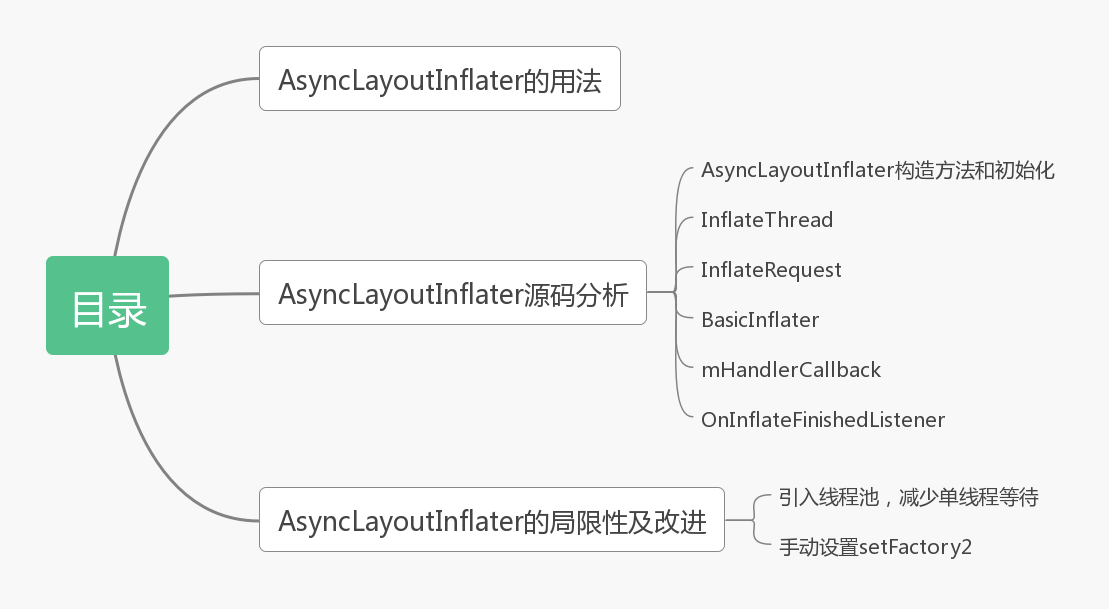 目录
AsyncLayoutInflater的用法
AsyncLayoutInflater源码分析
AsyncLayoutInflater构造方法和初始化
InflateThread
InflateRequest
BasicInflater
mHandlerCallback
OnInflateFinishedListener
AsyncLayoutInflater的局限性及改进
引入线程池，减少单线程等待
手动设置setFactory2